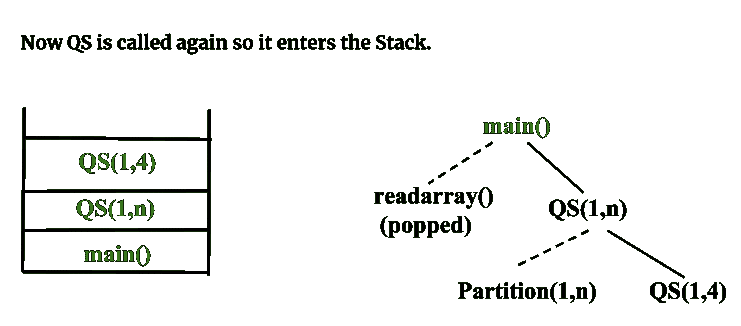 Now QS is called again so it enters the Stack.
QS(1,4)
QS(1,n)
main()
main()
readarray()
(popped)
QS(1,n)
Partition(1,n)
QS(1,4)